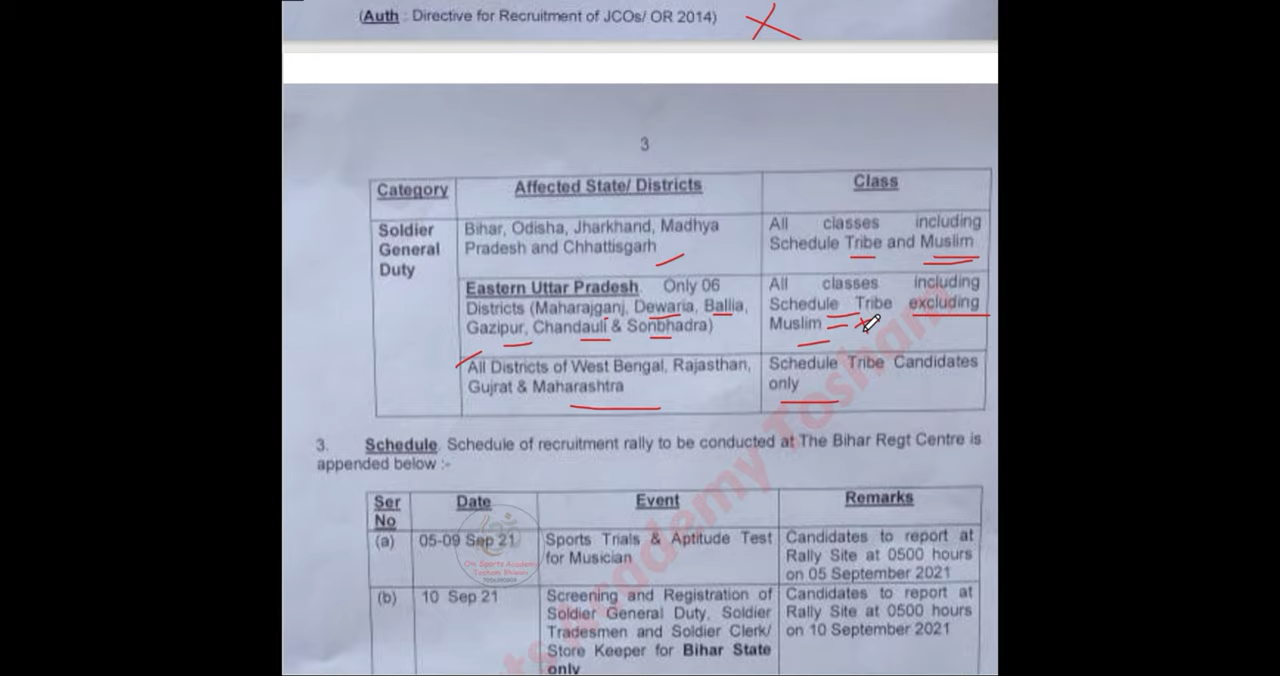 (Auth : Directive for Recruitment of JCOs/ OR 2014)
3
Category
Affected State/ Districts
Class
Soldier
General
Duty
Bihar, Odisha, Jharkhand, Madhya
Pradesh and Chhattisgarh
All classes including
Schedule Tribe and Muslim
Eastern Uttar Pradesh. Only 06
Districts (Maharajganj, Dewaria, Ballia,
Gazipur, Chandauli & Sonbhadra)
All classes including
Schedule Tribe excluding
Muslim
All Districts of West Bengal, Rajasthan,
Gujrat & Maharashtra
Schedule Tribe Candidates
only
3. Schedule. Schedule of recruitment rally to be conducted at The Bihar Regt Centre is
appended below :-
Ser
No
Date
Event
Remarks
(a)
05-09 Sep 21
Sports Trials & Aptitude Test
for Musician
Candidates to report at
Rally Site at 0500 hours
on 05 September 2021
(b)
10 Sep 21
Screening and Registration of
Soldier General Duty, Soldier
Tradesmen and Soldier Clerk/
Store Keeper for Bihar State
only
Candidates to report at
Rally Site at 0500 hours
on 10 September 2021
Om Sports Academy
ts Academy Tosham